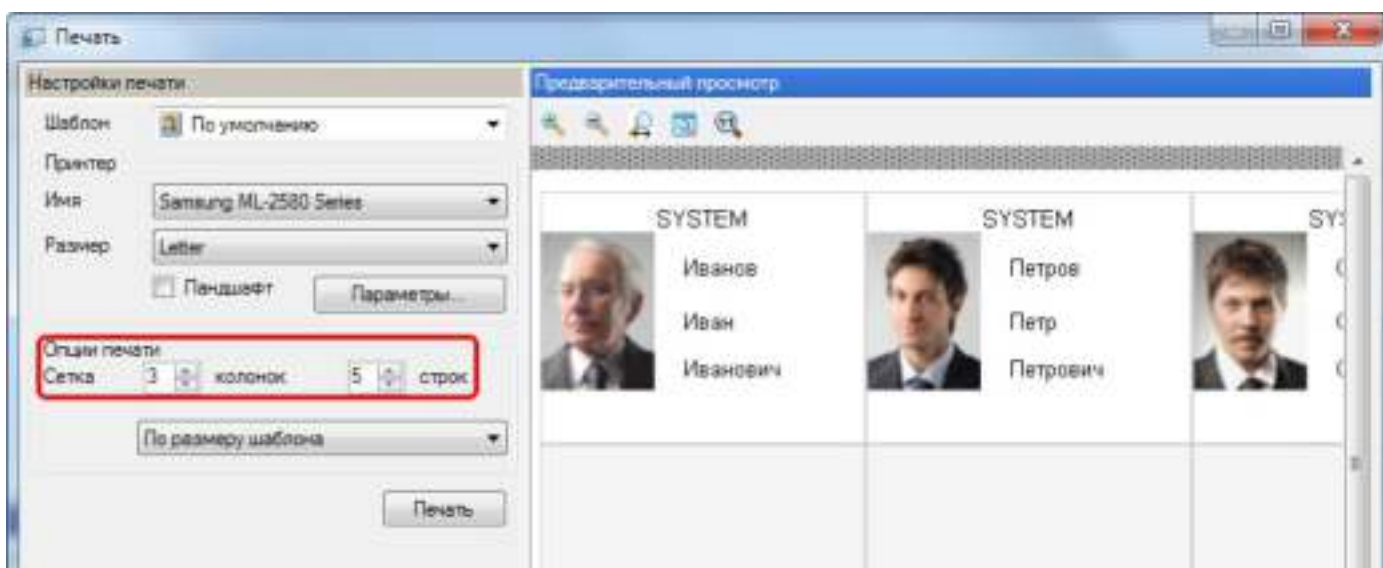 Печать
Настройки печати
Шаблон По умолчанию
Принтер
Имя Samsung ML-2580 Series
Размер Letter
Ландшафт Параметры...
Опции печати
Сетка 3 колонок 5 строк
По размеру шаблона
Печать
Предварительный просмотр
SYSTEM
Иванов
Иван
Иванович
SYSTEM
Петров
Петр
Петрович
SYS